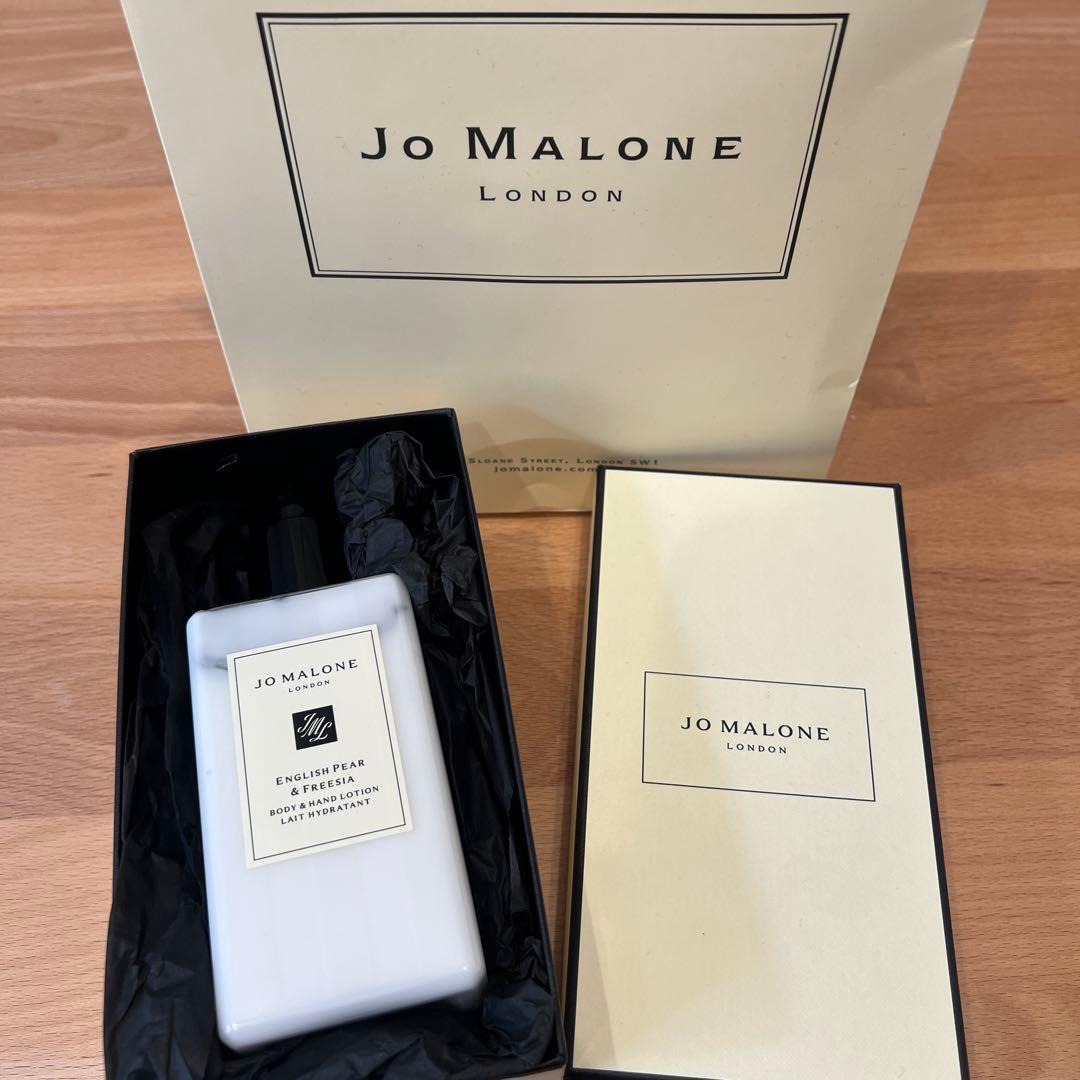 JO MALONE
LONDON
SLOANE STREET, LONDON SW1
jomalone.com
JO MALONE
LONDON
JML
ENGLISH PEAR
& FREESIA
BODY & HAND LOTION
LAIT HYDRATANT
JO MALONE
LONDON